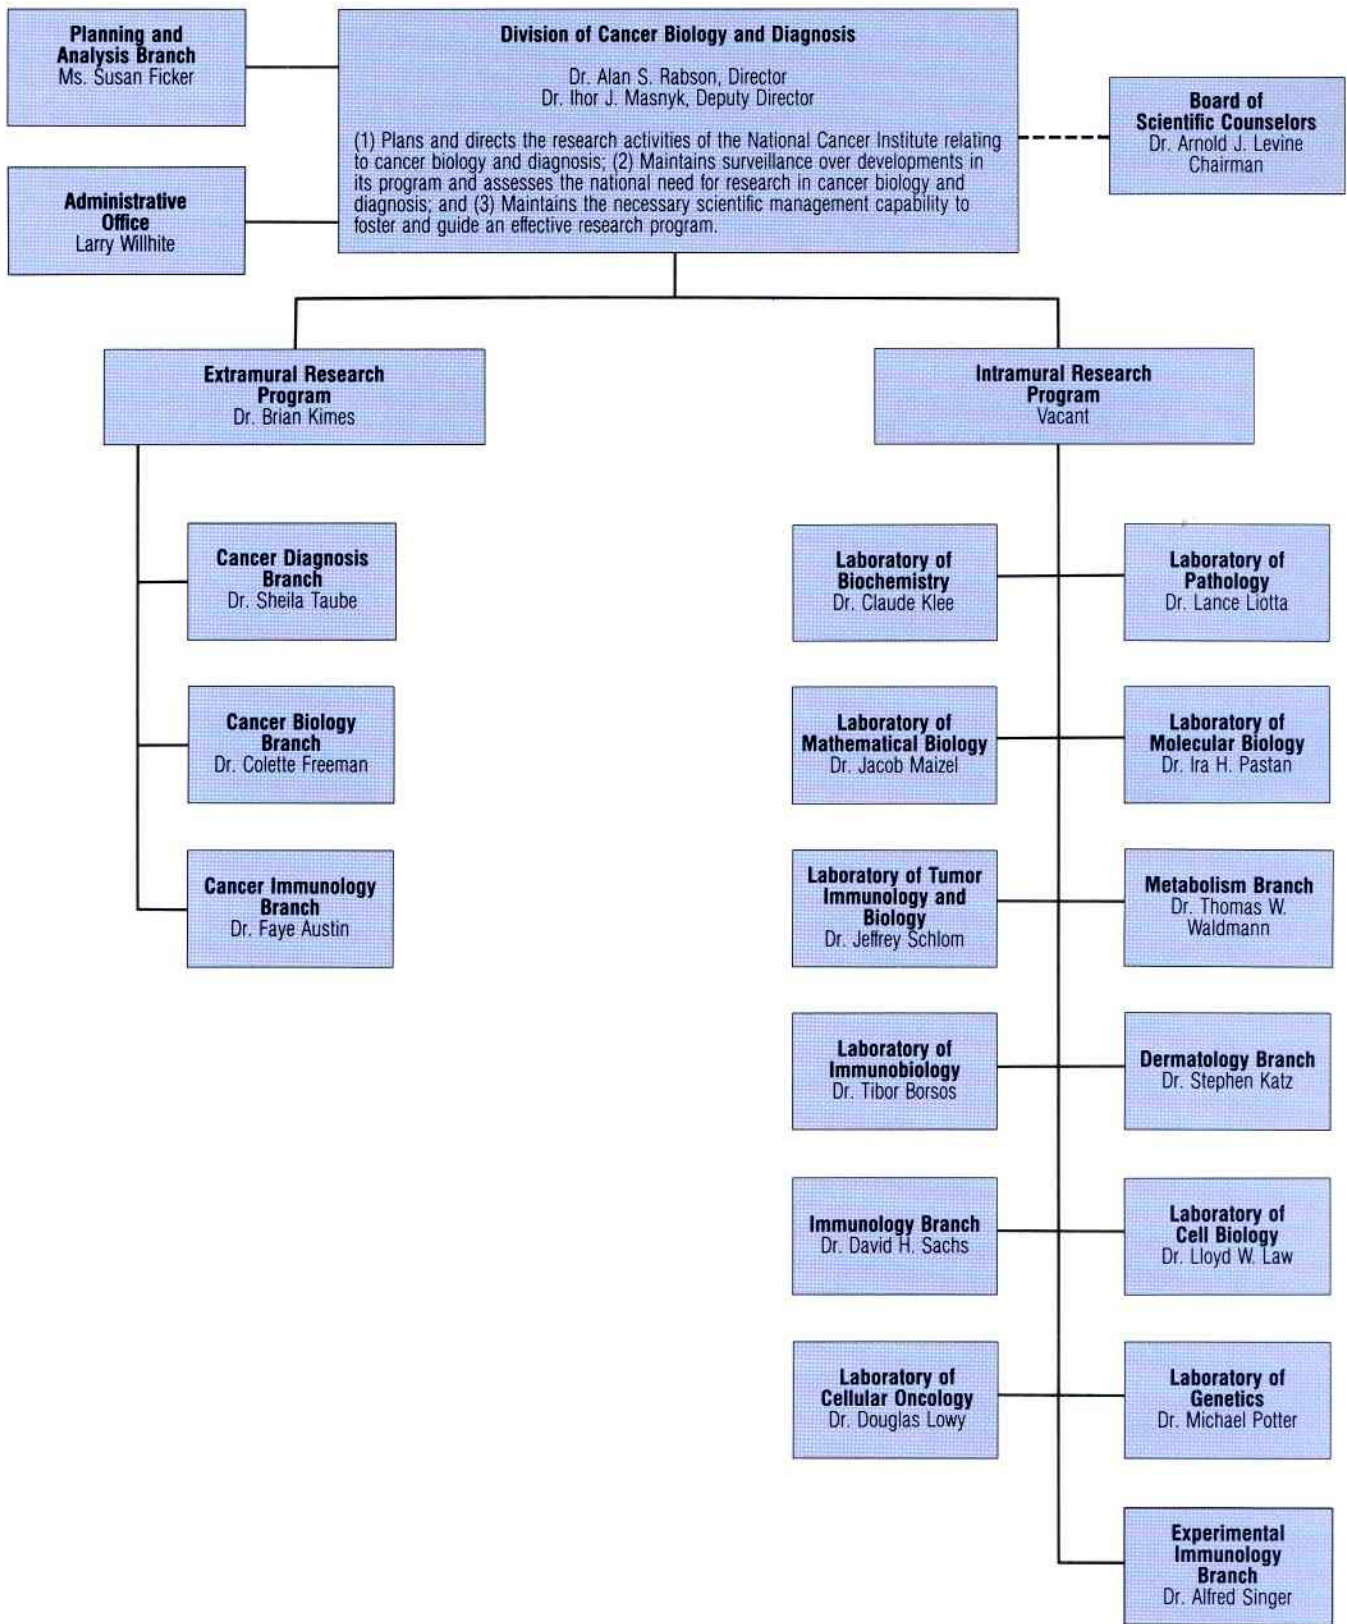 Planning and
Analysis Branch
Ms. Susan Ficker
Division of Cancer Biology and Diagnosis
Dr. Alan S. Rabson, Director
Dr. Ihor J. Masnyk, Deputy Director
(1) Plans and directs the research activities of the National Cancer Institute relating
to cancer biology and diagnosis; (2) Maintains surveillance over developments in
its program and assesses the national need for research in cancer biology and
diagnosis; and (3) Maintains the necessary scientific management capability to
foster and guide an effective research program.
Board of
Scientific Counselors
Dr. Arnold J. Levine
Chairman
Administrative
Office
Larry Willhite
Extramural Research
Program
Dr. Brian Kimes
Intramural Research
Program
Vacant
Cancer Diagnosis
Branch
Dr. Sheila Taube
Cancer Biology
Branch
Dr. Colette Freeman
Cancer Immunology
Branch
Dr. Faye Austin
Laboratory of
Biochemistry
Dr. Claude Klee
Laboratory of
Pathology
Dr. Lance Liotta
Laboratory of
Mathematical Biology
Dr. Jacob Maizel
Laboratory of
Molecular Biology
Dr. Ira H. Pastan
Laboratory of Tumor
Immunology and
Biology
Dr. Jeffrey Schlom
Metabolism Branch
Dr. Thomas W.
Waldmann
Laboratory of
Immunobiology
Dr. Tibor Borsos
Dermatology Branch
Dr. Stephen Katz
Immunology Branch
Dr. David H. Sachs
Laboratory of
Cell Biology
Dr. Lloyd W. Law
Laboratory of
Cellular Oncology
Dr. Douglas Lowy
Laboratory of
Genetics
Dr. Michael Potter
Experimental
Immunology
Branch
Dr. Alfred Singer